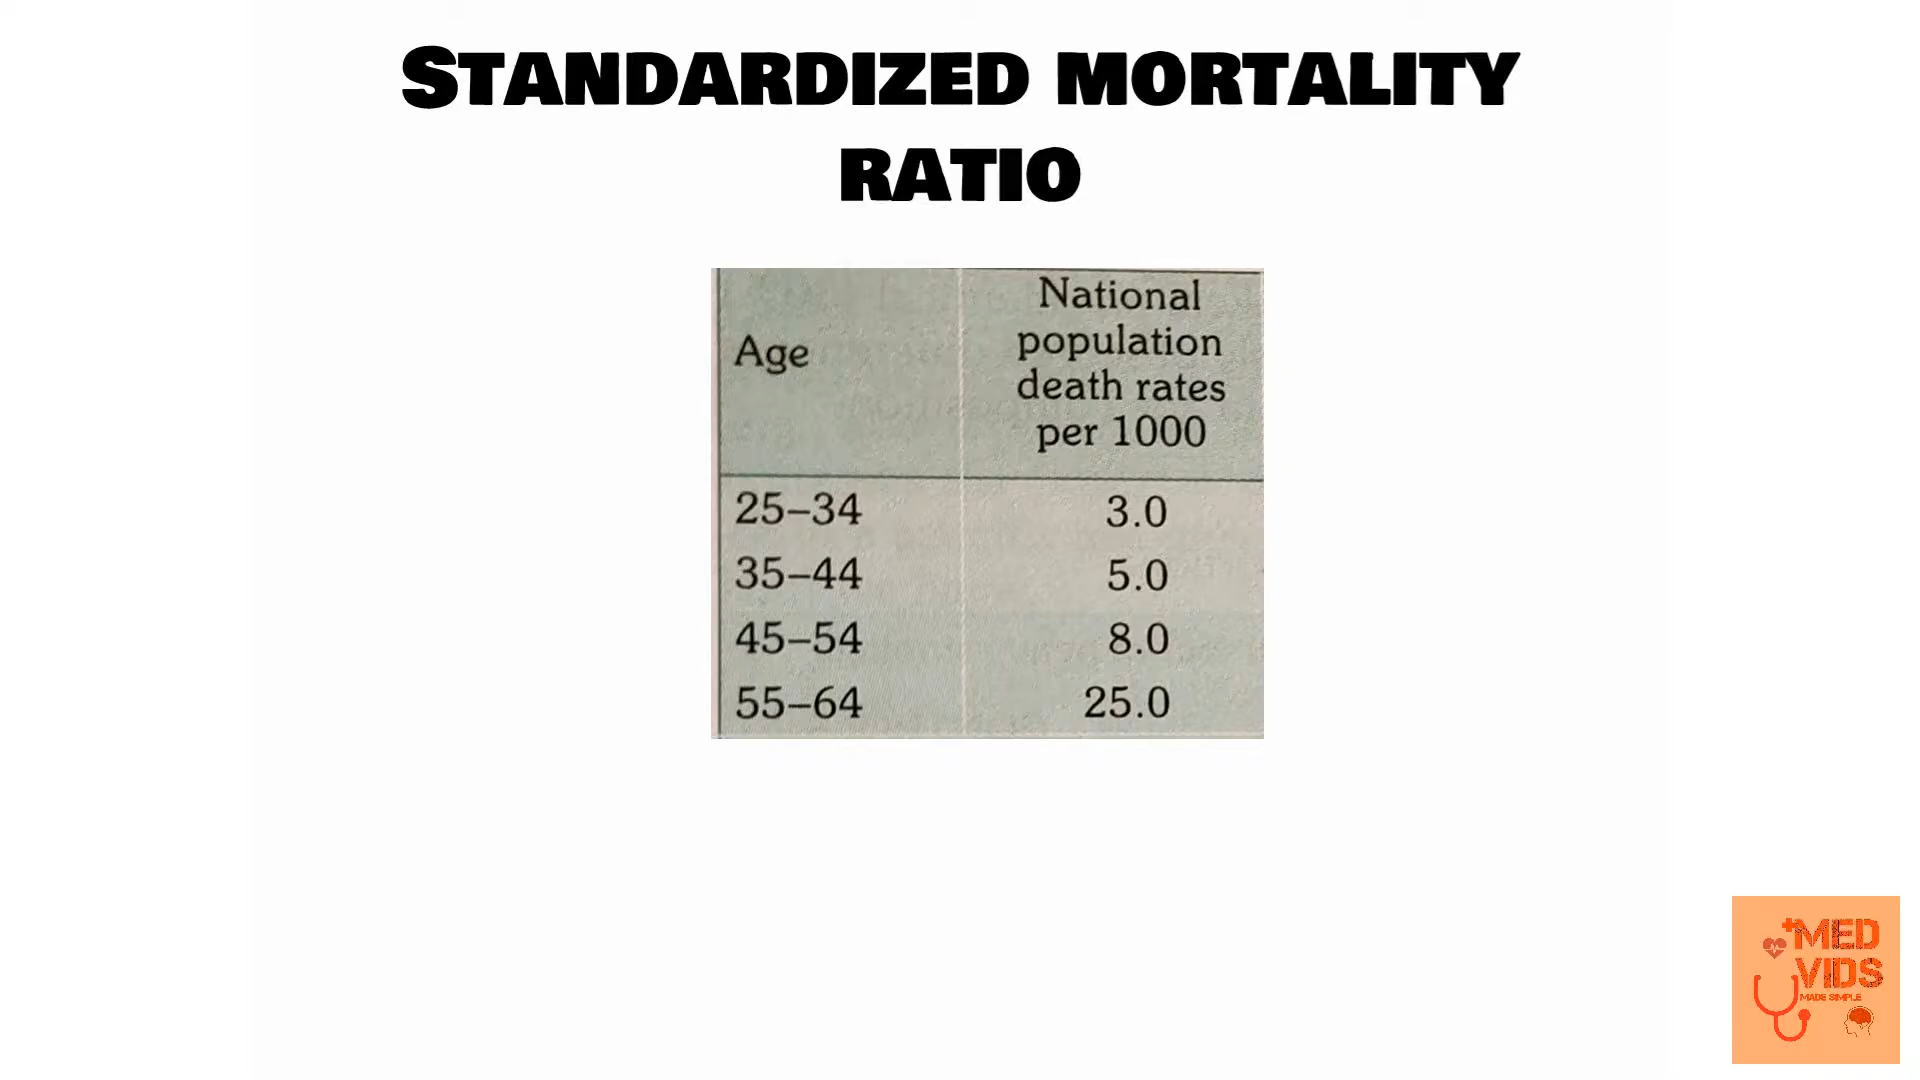 STANDARDIZED MORTALITY
RATIO
Age
National
population
death rates
per 1000
25–34 3.0
35–44 5.0
45–54 8.0
55–64 25.0
MED
VIDS
MADE SIMPLE